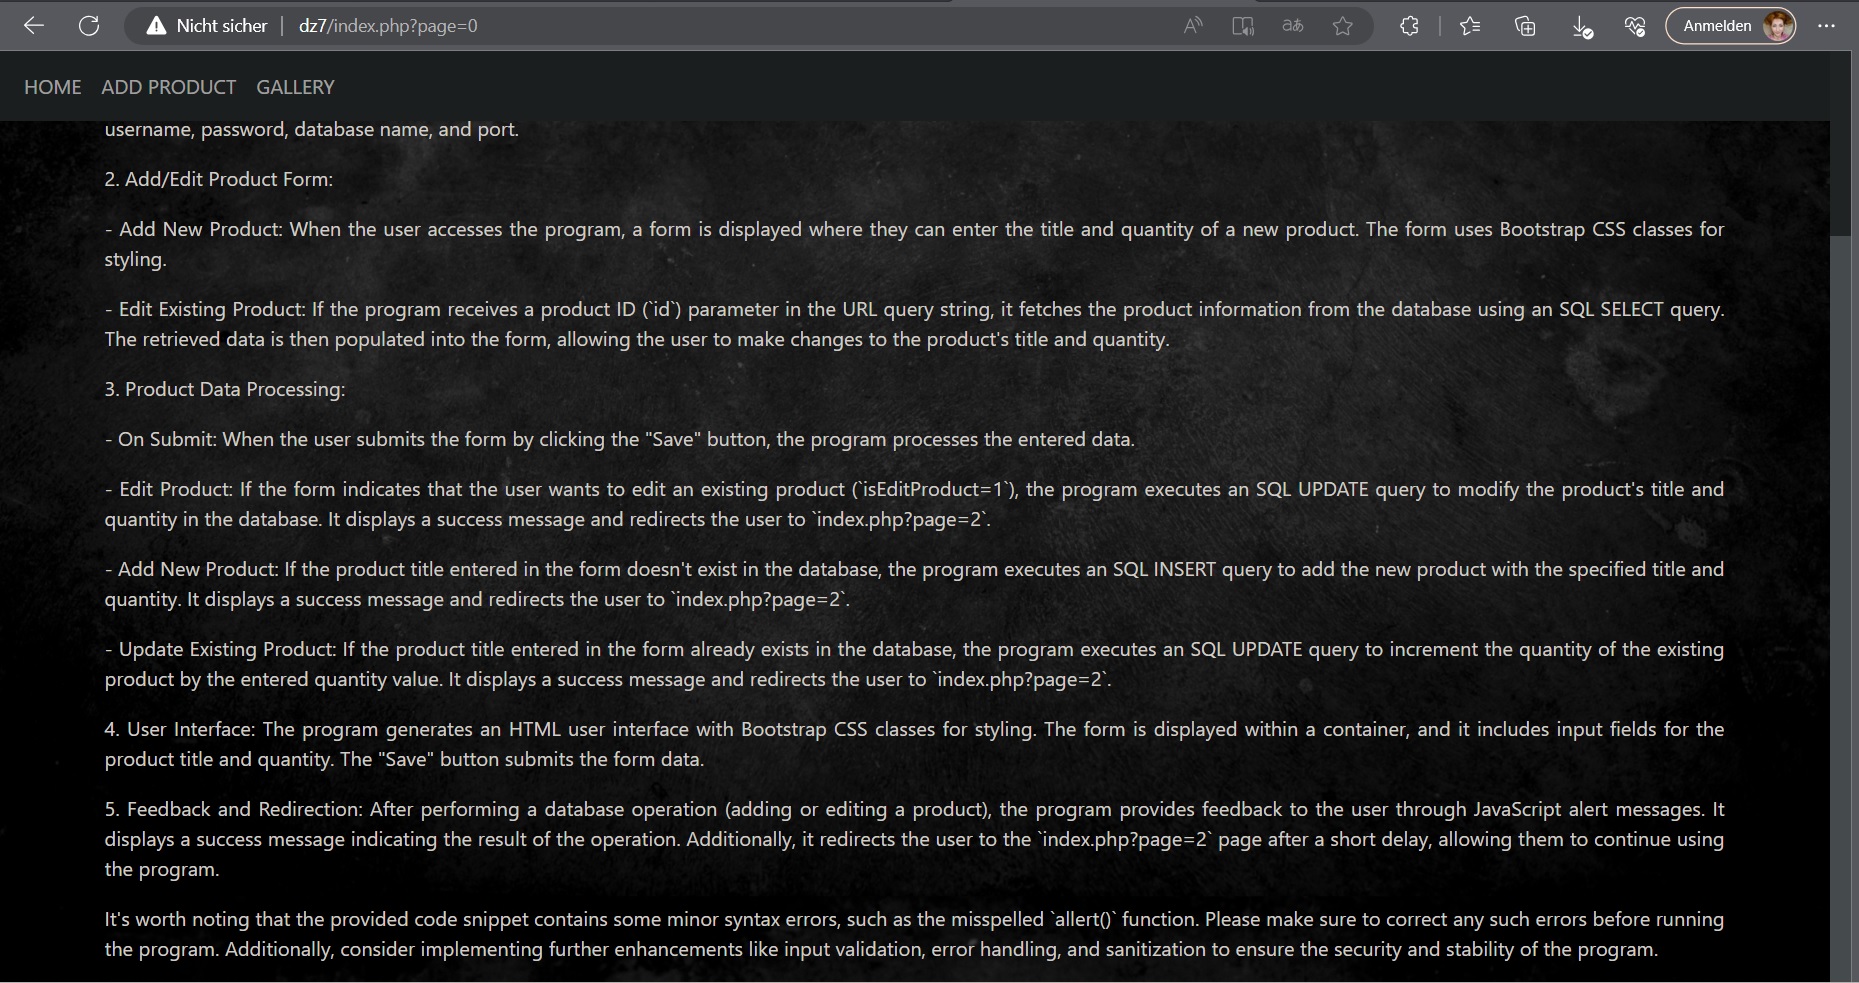 Nicht sicher | dz7/index.php?page=0
Anmelden
HOME ADD PRODUCT GALLERY
username, password, database name, and port.
2. Add/Edit Product Form:
- Add New Product: When the user accesses the program, a form is displayed where they can enter the title and quantity of a new product. The form uses Bootstrap CSS classes for
styling.
- Edit Existing Product: If the program receives a product ID (`id`) parameter in the URL query string, it fetches the product information from the database using an SQL SELECT query.
The retrieved data is then populated into the form, allowing the user to make changes to the product's title and quantity.
3. Product Data Processing:
- On Submit: When the user submits the form by clicking the "Save" button, the program processes the entered data.
- Edit Product: If the form indicates that the user wants to edit an existing product (`isEditProduct=1`), the program executes an SQL UPDATE query to modify the product's title and
quantity in the database. It displays a success message and redirects the user to `index.php?page=2`.
- Add New Product: If the product title entered in the form doesn't exist in the database, the program executes an SQL INSERT query to add the new product with the specified title and
quantity. It displays a success message and redirects the user to `index.php?page=2`.
- Update Existing Product: If the product title entered in the form already exists in the database, the program executes an SQL UPDATE query to increment the quantity of the existing
product by the entered quantity value. It displays a success message and redirects the user to `index.php?page=2`.
4. User Interface: The program generates an HTML user interface with Bootstrap CSS classes for styling. The form is displayed within a container, and it includes input fields for the
product title and quantity. The "Save" button submits the form data.
5. Feedback and Redirection: After performing a database operation (adding or editing a product), the program provides feedback to the user through JavaScript alert messages. It
displays a success message indicating the result of the operation. Additionally, it redirects the user to the `index.php?page=2` page after a short delay, allowing them to continue using
the program.
It's worth noting that the provided code snippet contains some minor syntax errors, such as the misspelled `allert()` function. Please make sure to correct any such errors before running
the program. Additionally, consider implementing further enhancements like input validation, error handling, and sanitization to ensure the security and stability of the program.